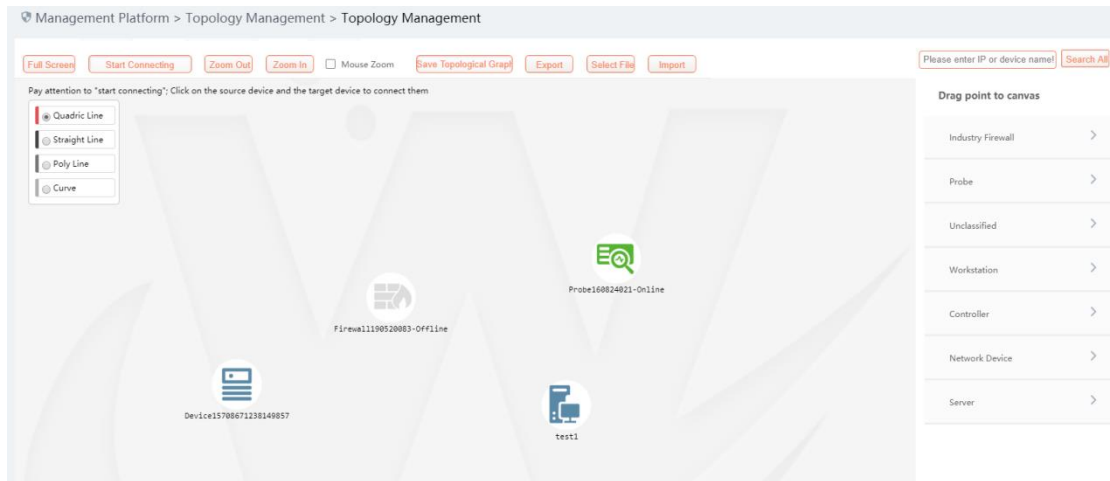 Management Platform > Topology Management > Topology Management
Full Screen Start Connecting Zoom Out Zoom In Mouse Zoom Save Topological Graph Export Select File Import Please enter IP or device name! Search All
Pay attention to "start connecting"; Click on the source device and the target device to connect them
Quadric Line
Straight Line
Poly Line
Curve
Probe160824021-Online
Firewall190520083-Offline
Device15708671238149857
test1
Drag point to canvas
Industry Firewall
Probe
Unclassified
Workstation
Controller
Network Device
Server